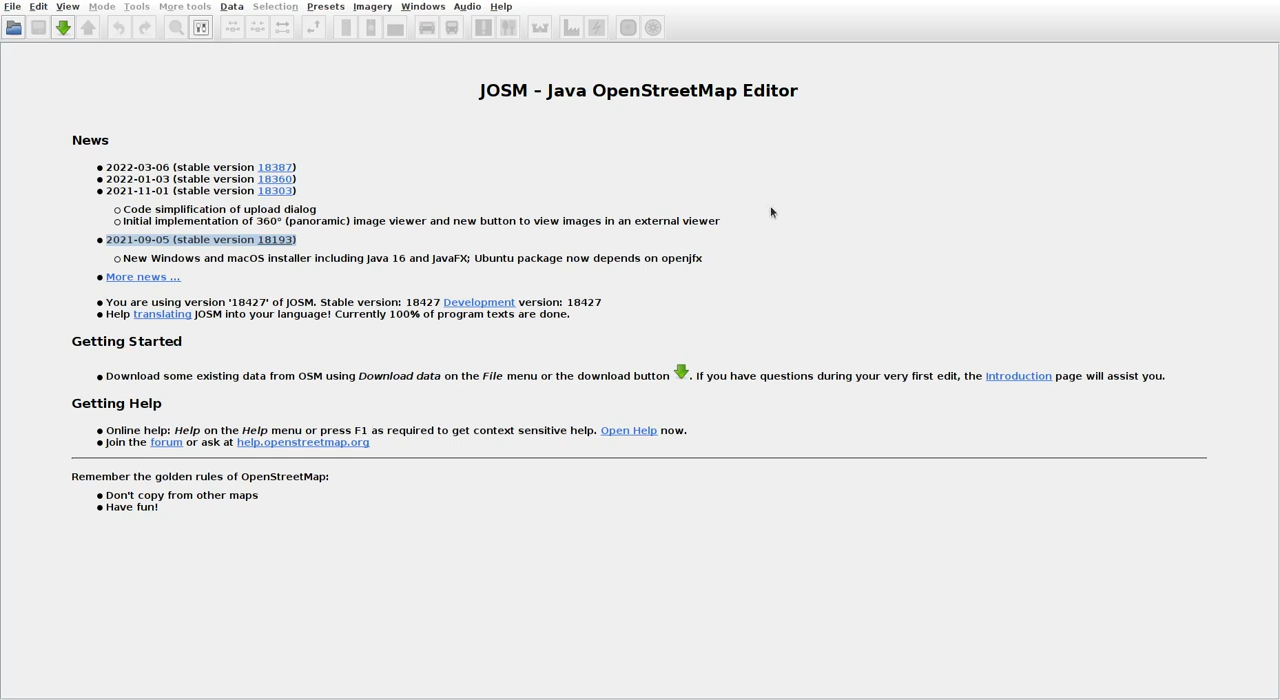 File Edit View Mode Tools More tools Data Selection Presets Imagery Windows Audio Help
JOSM – Java OpenStreetMap Editor
News
2022-03-06 (stable version 18387)
2022-01-03 (stable version 18360)
2021-11-01 (stable version 18303)
Code simplification of upload dialog
Initial implementation of 360° (panoramic) image viewer and new button to view images in an external viewer
2021-09-05 (stable version 18193)
New Windows and macOS installer including Java 16 and JavaFX; Ubuntu package now depends on openjfx
More news ...
You are using version '18427' of JOSM. Stable version: 18427 Development version: 18427
Help translating JOSM into your language! Currently 100% of program texts are done.
Getting Started
Download some existing data from OSM using Download data on the File menu or the download button . If you have questions during your very first edit, the Introduction page will assist you.
Getting Help
Online help: Help on the Help menu or press F1 as required to get context sensitive help. Open Help now.
Join the forum or ask at help.openstreetmap.org
Remember the golden rules of OpenStreetMap:
Don't copy from other maps
Have fun!